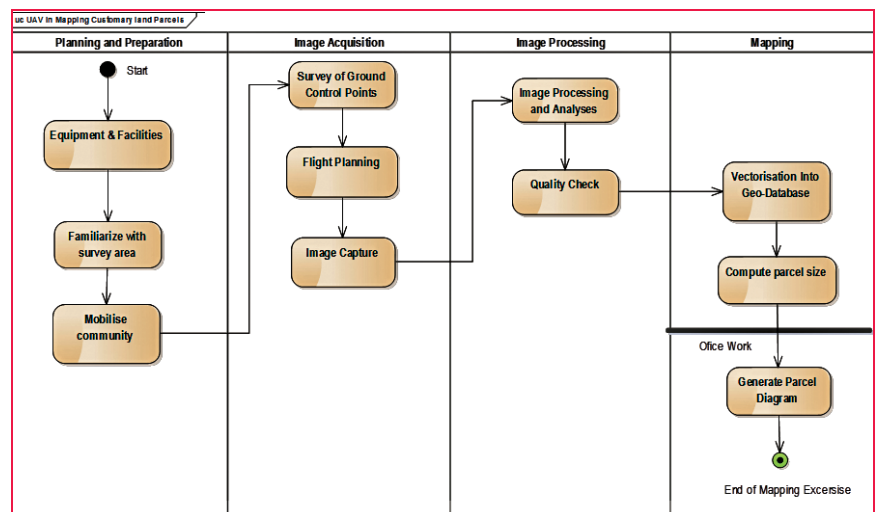 uc UAV in Mapping Customary land Parcels
Planning and Preparation
Image Acquisition
Image Processing
Mapping
Start
Equipment & Facilities
Familiarize with
survey area
Mobilise
community
Survey of Ground
Control Points
Flight Planning
Image Capture
Image Processing
and Analyses
Quality Check
Vectorisation Into
Geo-Database
Compute parcel size
Ofice Work
Generate Parcel
Diagram
End of Mapping Excersise